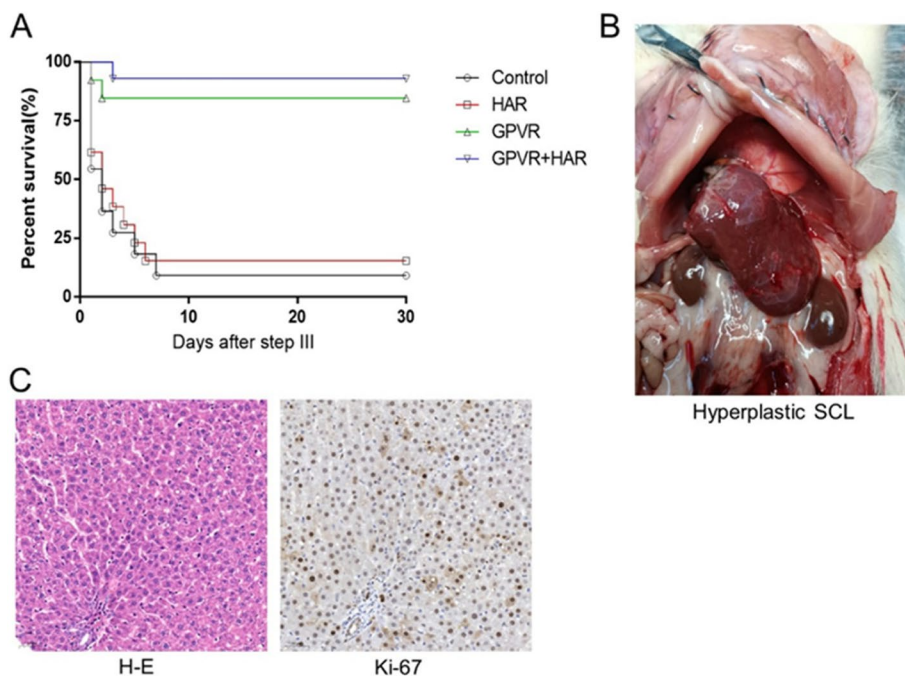 A
Percent survival(%)
100
75
50
25
0
0
10
20
30
Days after step III
Control
HAR
GPVR
GPVR+HAR
B
Hyperplastic SCL
C
H-E
Ki-67